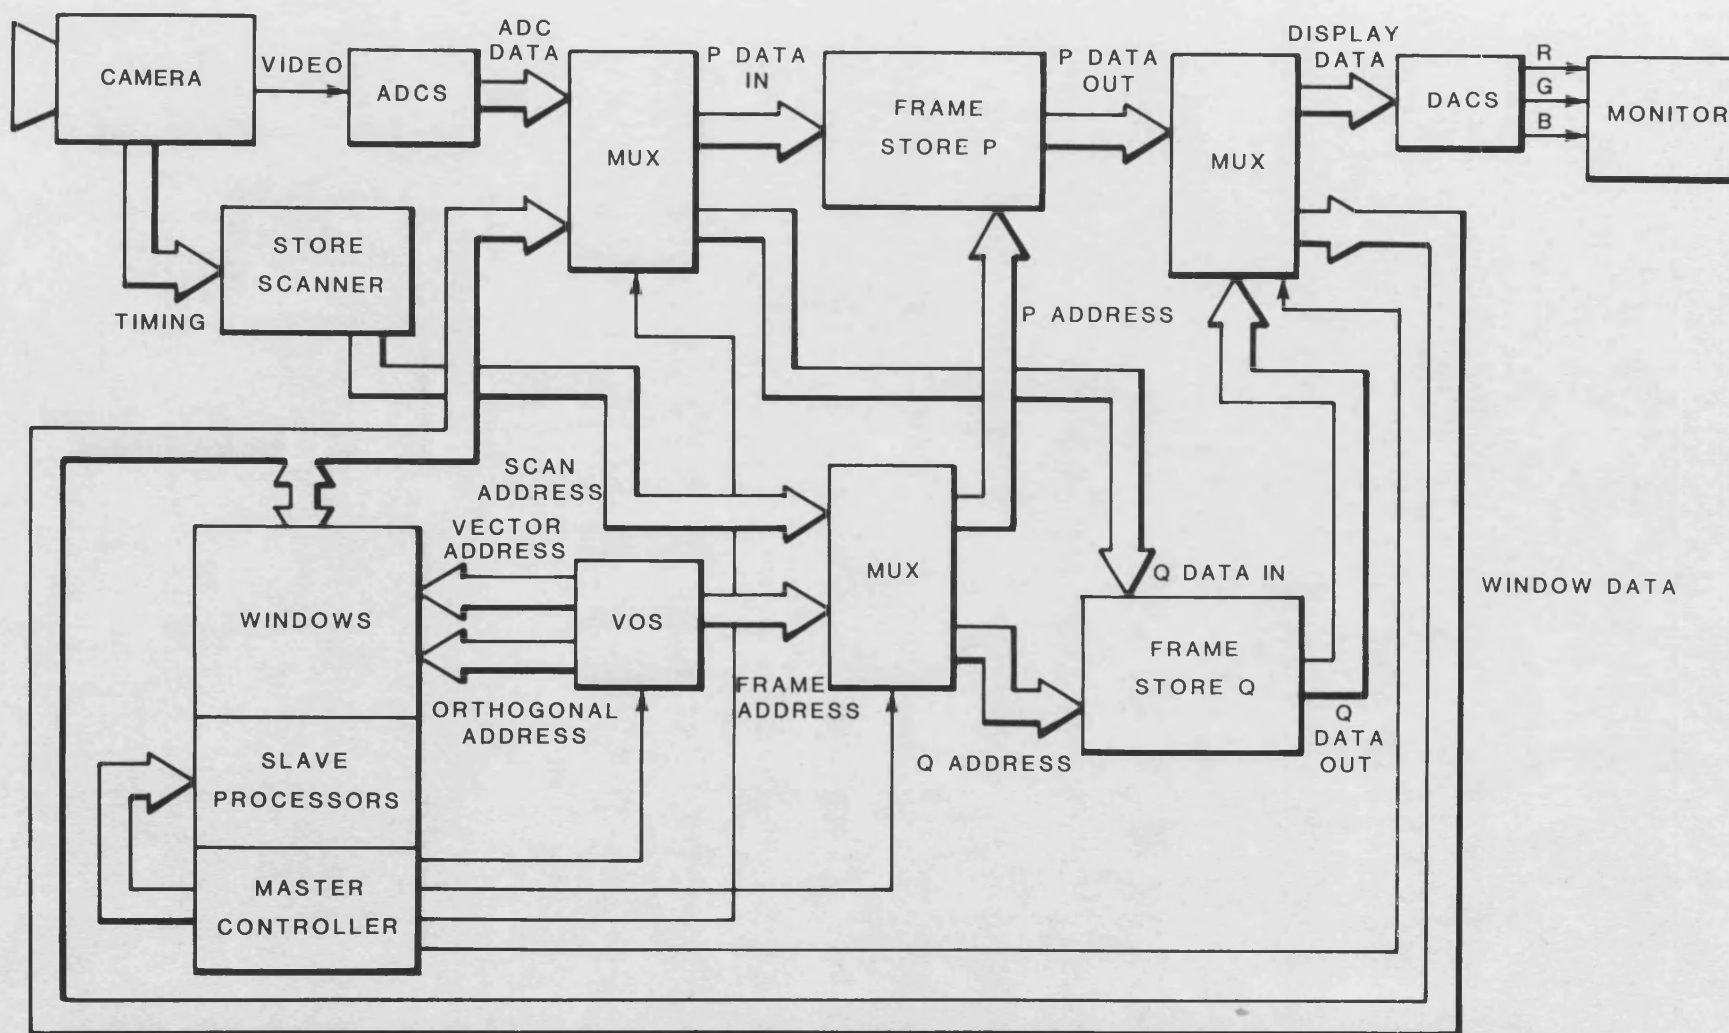 CAMERA
VIDEO
ADCS
ADC
DATA
MUX
P DATA
IN
FRAME
STORE P
P DATA
OUT
MUX
DISPLAY
DATA
DACS
R
G
B
MONITOR
STORE
SCANNER
TIMING
P ADDRESS
SCAN
ADDRESS
VECTOR
ADDRESS
WINDOWS
VOS
MUX
Q DATA IN
WINDOW DATA
FRAME
STORE Q
ORTHOGONAL
ADDRESS
FRAME
ADDRESS
Q ADDRESS
Q
DATA
OUT
SLAVE
PROCESSORS
MASTER
CONTROLLER